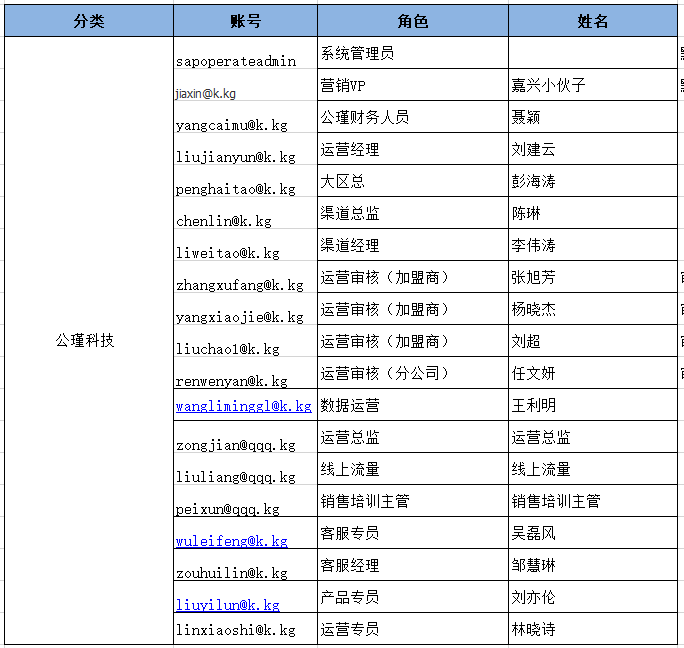 分类 账号 角色 姓名
sapoperateadmin 系统管理员
jiaxin@k.kg 营销VP 嘉兴小伙子
yangcaimu@k.kg 公瑾财务人员 聂颖
liujianyun@k.kg 运营经理 刘建云
penghaitao@k.kg 大区总 彭海涛
chenlin@k.kg 渠道总监 陈琳
liweitao@k.kg 渠道经理 李伟涛
zhangxufang@k.kg 运营审核（加盟商） 张旭芳
yangxiaojie@k.kg 运营审核（加盟商） 杨晓杰
公瑾科技 liuchao1@k.kg 运营审核（加盟商） 刘超
renwenyan@k.kg 运营审核（分公司） 任文妍
wangliminggl@k.kg 数据运营 王利明
zongjian@qqq.kg 运营总监 运营总监
liuliang@qqq.kg 线上流量 线上流量
peixun@qqq.kg 销售培训主管 销售培训主管
wuleifeng@k.kg 客服专员 吴磊风
zouhuilin@k.kg 客服经理 邹慧琳
liuyilun@k.kg 产品专员 刘亦伦
linxiaoshi@k.kg 运营专员 林晓诗